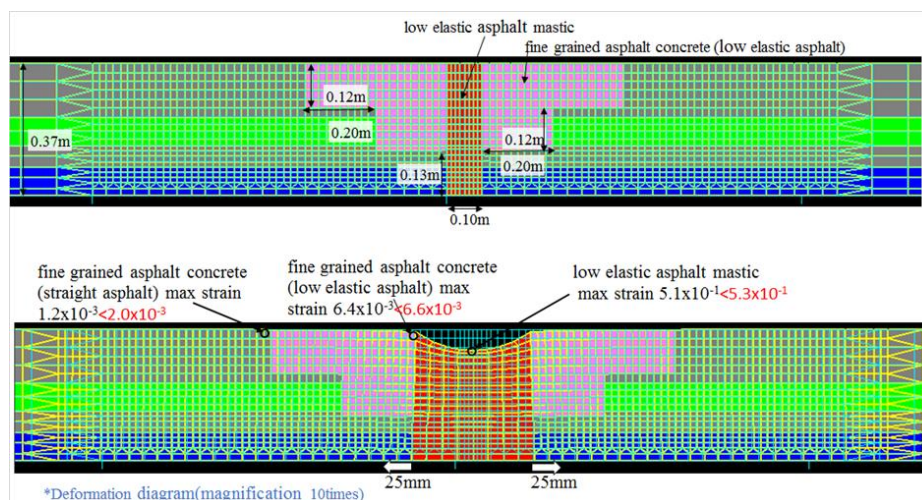 low elastic asphalt mastic
fine grained asphalt concrete (low elastic asphalt)
0.12m
0.20m
0.37m
0.12m
0.13m
0.20m
0.10m
fine grained asphalt concrete
(straight asphalt) max strain
1.2x10⁻³<2.0x10⁻³
fine grained asphalt concrete
(low elastic asphalt) max
strain 6.4x10⁻³<6.6x10⁻³
low elastic asphalt mastic
max strain 5.1x10⁻¹<5.3x10⁻¹
25mm
25mm
*Deformation diagram(magnification 10times)